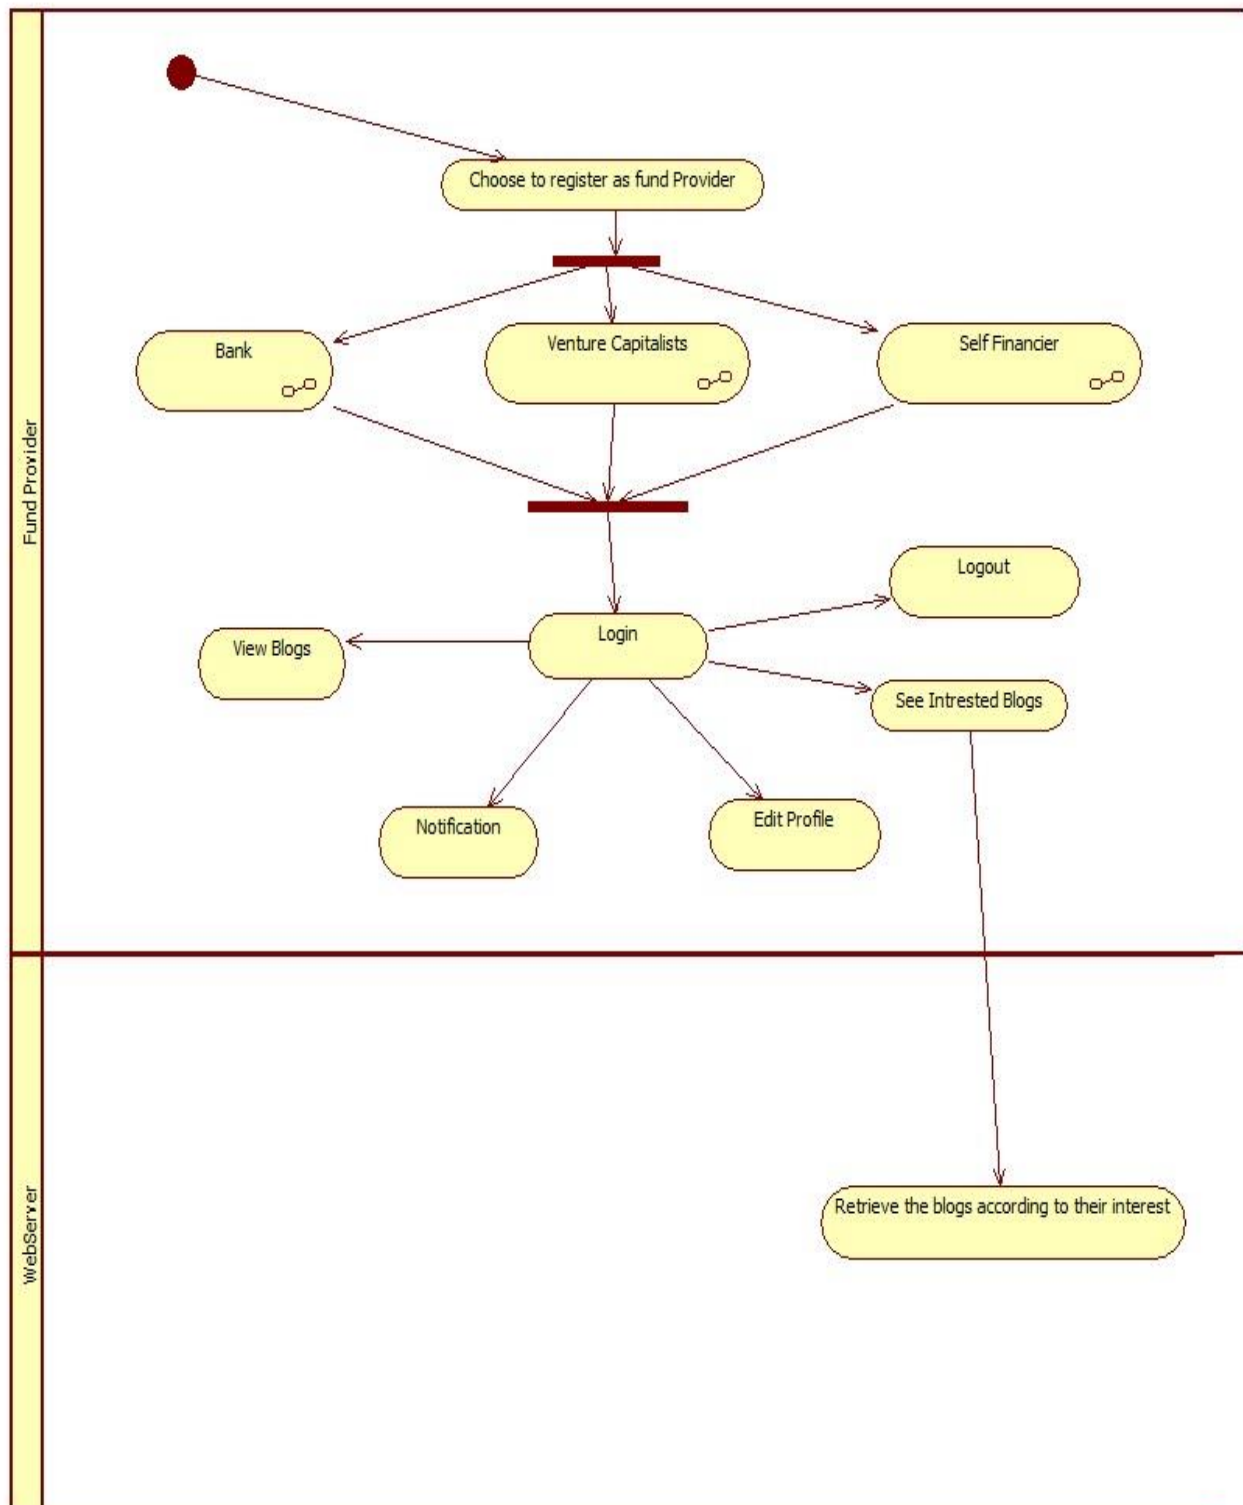 Choose to register as fund Provider
Bank
Venture Capitalists
Self Financier
Fund Provider
Logout
Login
View Blogs
See Intrested Blogs
Notification
Edit Profile
Retrieve the blogs according to their interest
WebServer